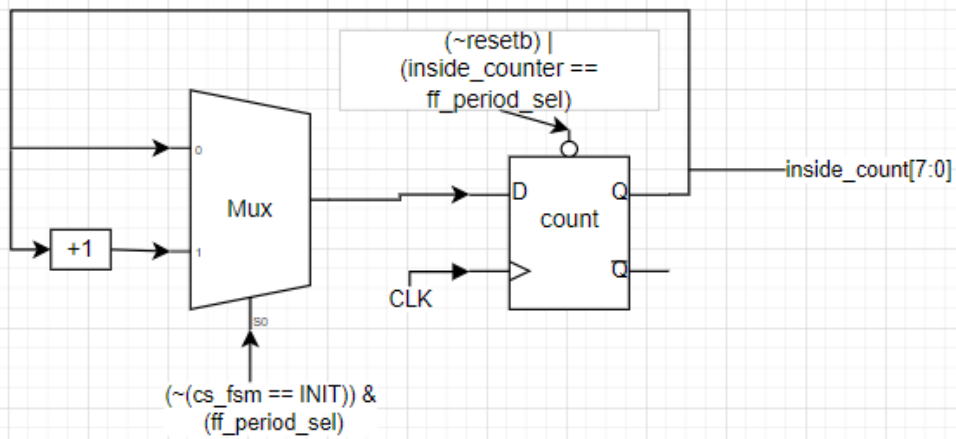 (~resetb) |
(inside_counter ==
ff_period_sel)
0
Mux
D
Q
inside_count[7:0]
count
+1
1
Q
CLK
S0
(~(cs_fsm == INIT)) &
(ff_period_sel)